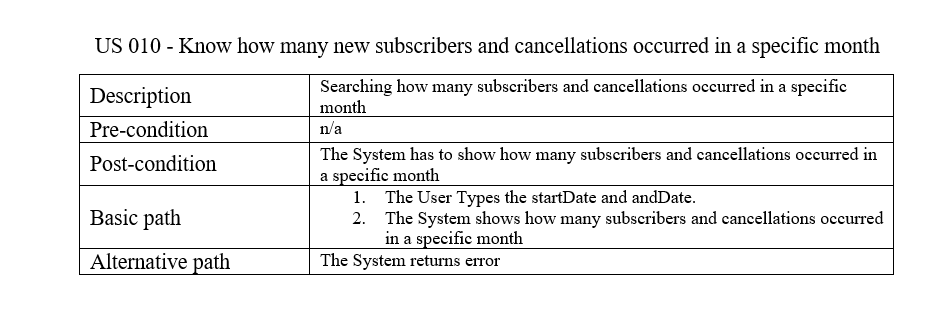 US 010 - Know how many new subscribers and cancellations occurred in a specific month
Description
Searching how many subscribers and cancellations occurred in a specific
month
Pre-condition
n/a
Post-condition
The System has to show how many subscribers and cancellations occurred in
a specific month
Basic path
1. The User Types the startDate and andDate.
2. The System shows how many subscribers and cancellations occurred
in a specific month
Alternative path
The System returns error